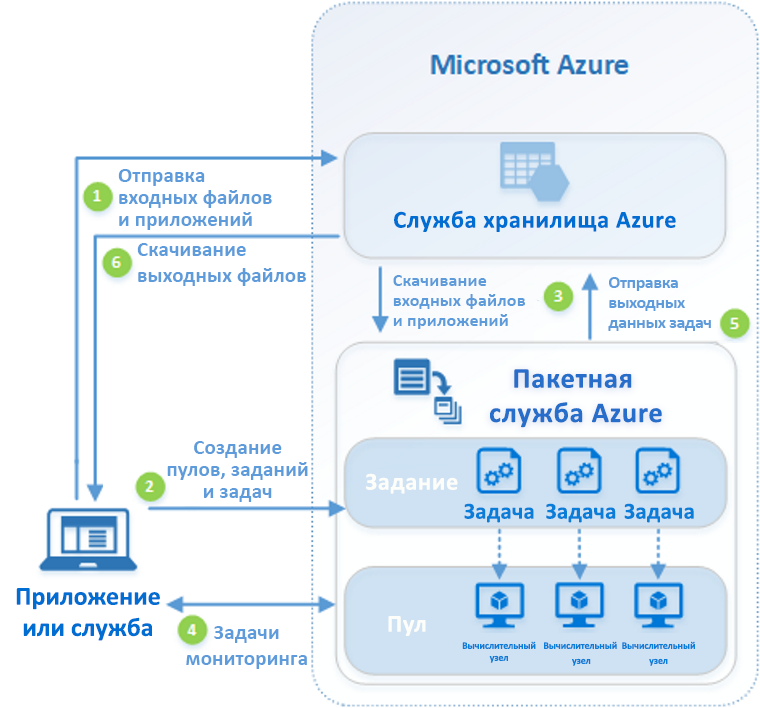 Microsoft Azure
Служба хранилища Azure
1
Отправка
входных файлов
и приложений
6
Скачивание
выходных файлов
Скачивание
входных файлов
и приложений
3
Отправка
выходных
данных задач
5
Пакетная
служба Azure
2
Создание
пулов, заданий
и задач
Задание
Задача Задача Задача
Приложение
или служба
4
Задачи
мониторинга
Пул
Вычислительный
узел
Вычислительный
узел
Вычислительный
узел